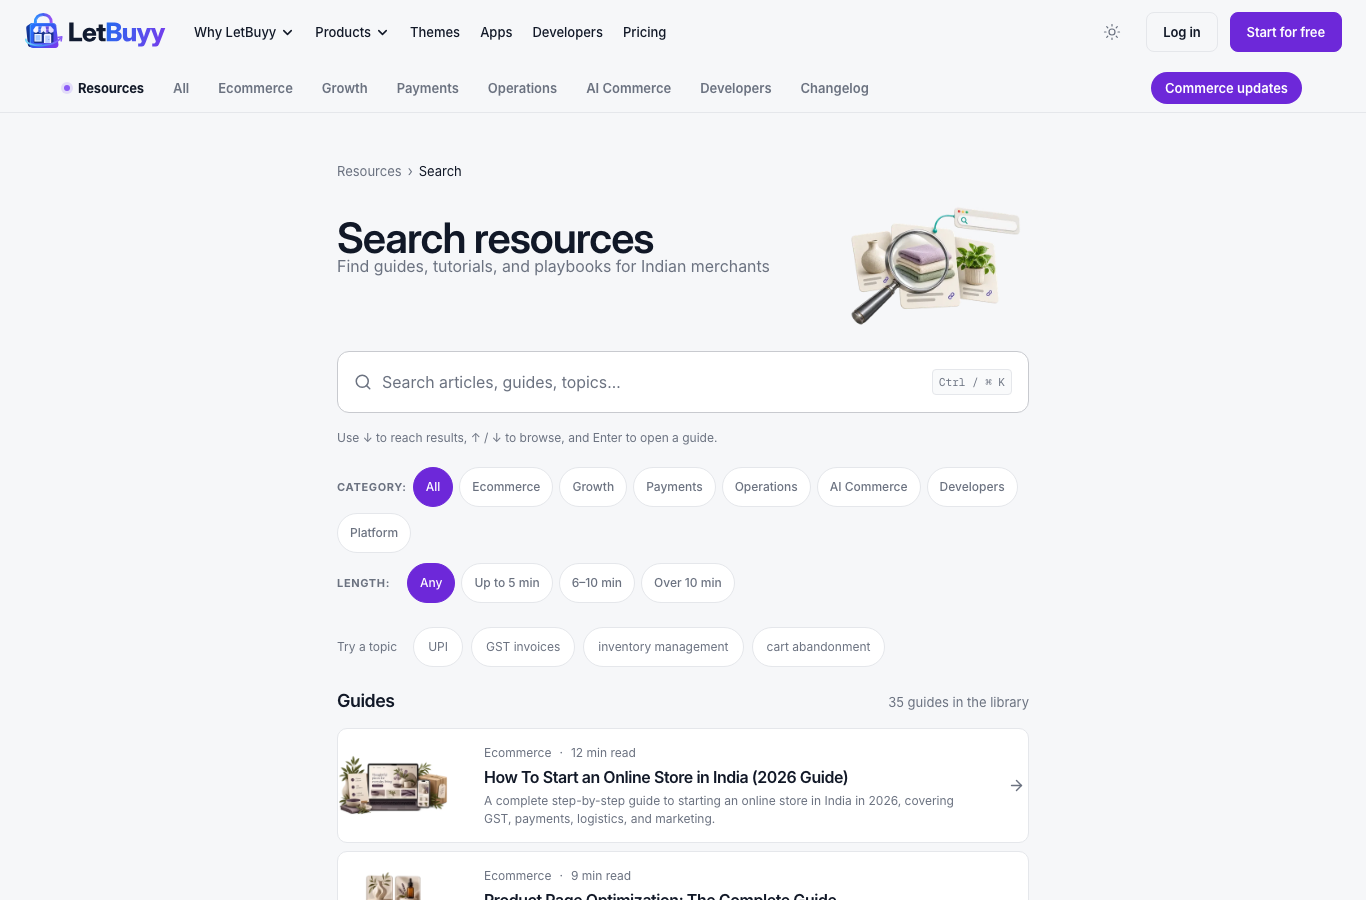 LetBuyy
Why LetBuyy
Products
Themes
Apps
Developers
Pricing
Log in
Start for free
Resources
All
Ecommerce
Growth
Payments
Operations
AI Commerce
Developers
Changelog
Commerce updates
Resources › Search
Search resources
Find guides, tutorials, and playbooks for Indian merchants
Search articles, guides, topics...
Ctrl / ⌘ K
Use ↓ to reach results, ↑ / ↓ to browse, and Enter to open a guide.
CATEGORY:
All
Ecommerce
Growth
Payments
Operations
AI Commerce
Developers
Platform
LENGTH:
Any
Up to 5 min
6–10 min
Over 10 min
Try a topic
UPI
GST invoices
inventory management
cart abandonment
Guides
35 guides in the library
Ecommerce · 12 min read
How To Start an Online Store in India (2026 Guide)
A complete step-by-step guide to starting an online store in India in 2026, covering
GST, payments, logistics, and marketing.
Ecommerce · 9 min read
Product Page Optimization: The Complete Guide